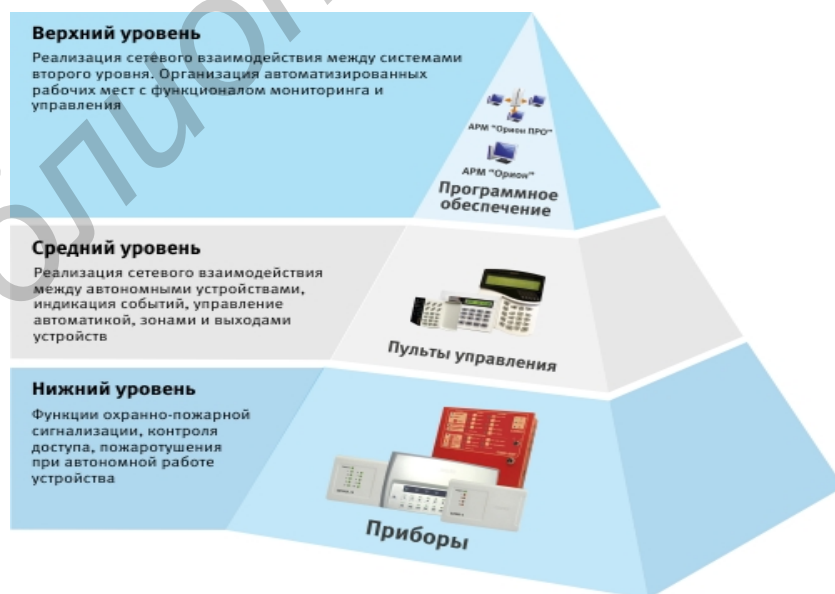 Верхний уровень
Реализация сетевого взаимодействия между системами
второго уровня. Организация автоматизированных
рабочих мест с функционалом мониторинга и
управления
АРМ "Орион ПРО"
АРМ "Орион"
Программное
обеспечение
Средний уровень
Реализация сетевого взаимодействия
между автономными устройствами,
индикация событий, управление
автоматикой, зонами и выходами
устройств
Пульты управления
Нижний уровень
Функции охранно-пожарной
сигнализации, контроля
доступа, пожаротушения
при автономной работе
устройства
Приборы